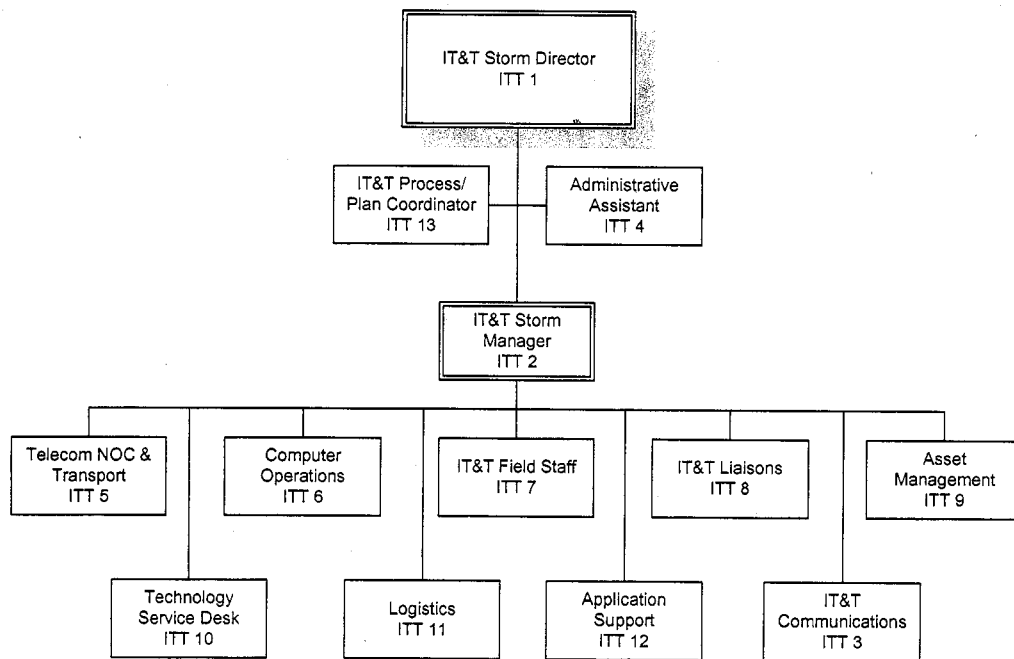 IT&T Storm Director
ITT 1
IT&T Process/
Plan Coordinator
ITT 13
Administrative
Assistant
ITT 4
IT&T Storm
Manager
ITT 2
Telecom NOC &
Transport
ITT 5
Computer
Operations
ITT 6
IT&T Field Staff
ITT 7
IT&T Liaisons
ITT 8
Asset
Management
ITT 9
Technology
Service Desk
ITT 10
Logistics
ITT 11
Application
Support
ITT 12
IT&T
Communications
ITT 3